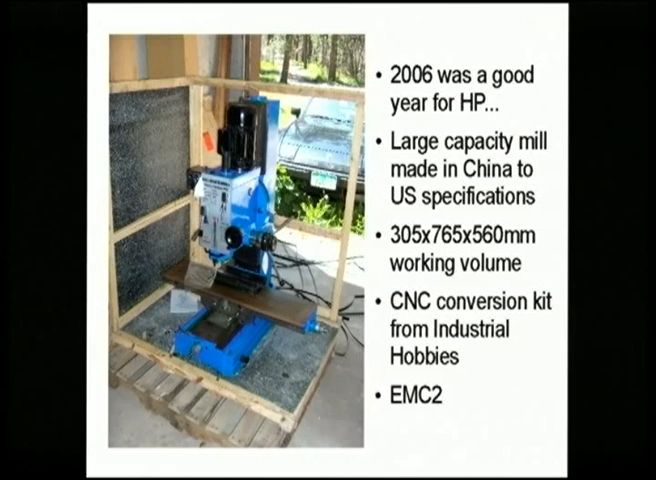 • 2006 was a good
year for HP...
• Large capacity mill
made in China to
US specifications
• 305x765x560mm
working volume
• CNC conversion kit
from Industrial
Hobbies
• EMC2